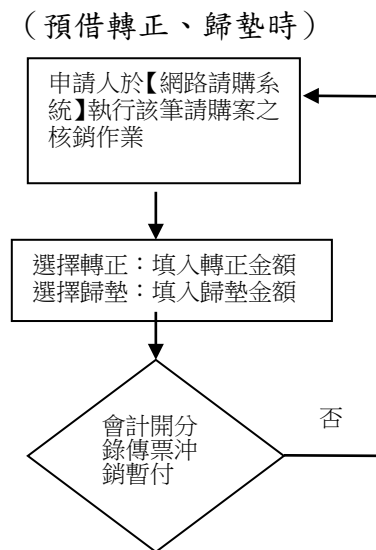 （預借轉正、歸墊時）
申請人於【網路請購系
統】執行該筆請購案之
核銷作業
選擇轉正：填入轉正金額
選擇歸墊：填入歸墊金額
會計開分
錄傳票沖
銷暫付
否